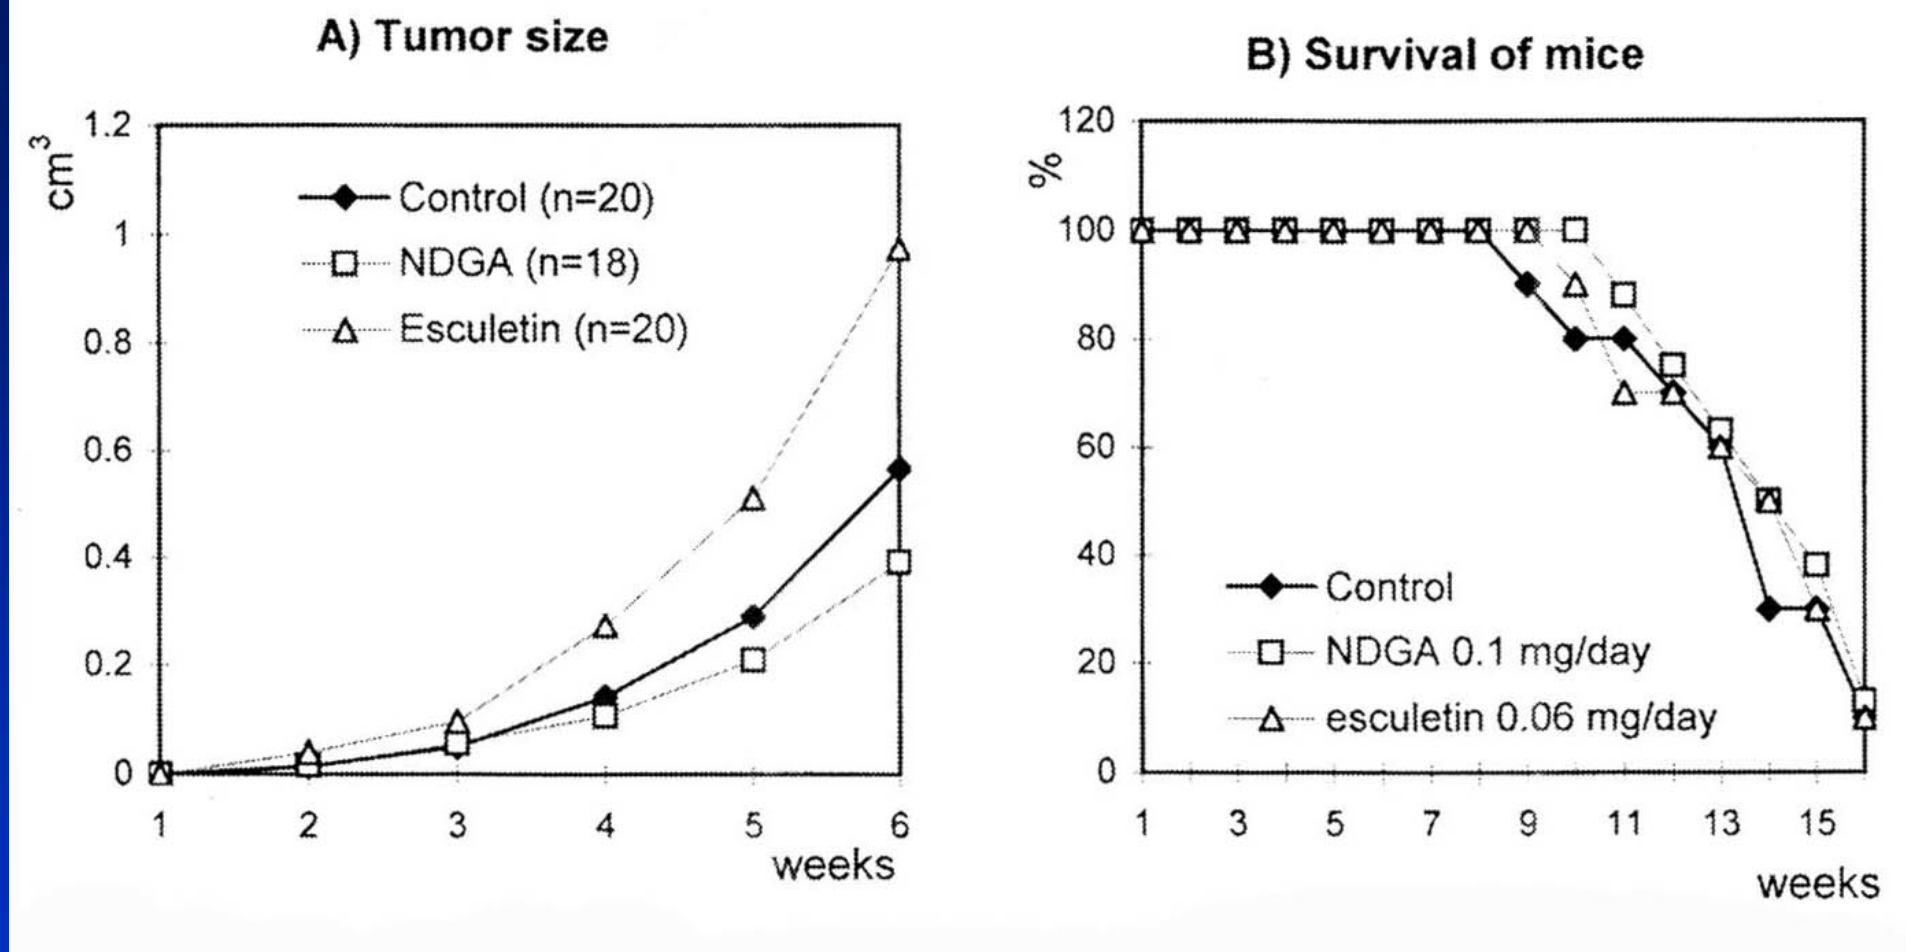 A) Tumor size
cm³
1.2
1
0.8
0.6
0.4
0.2
0
Control (n=20)
NDGA (n=18)
Esculetin (n=20)
1 2 3 4 5 6
weeks
B) Survival of mice
%
120
100
80
60
40
20
0
Control
NDGA 0.1 mg/day
esculetin 0.06 mg/day
1 3 5 7 9 11 13 15
weeks